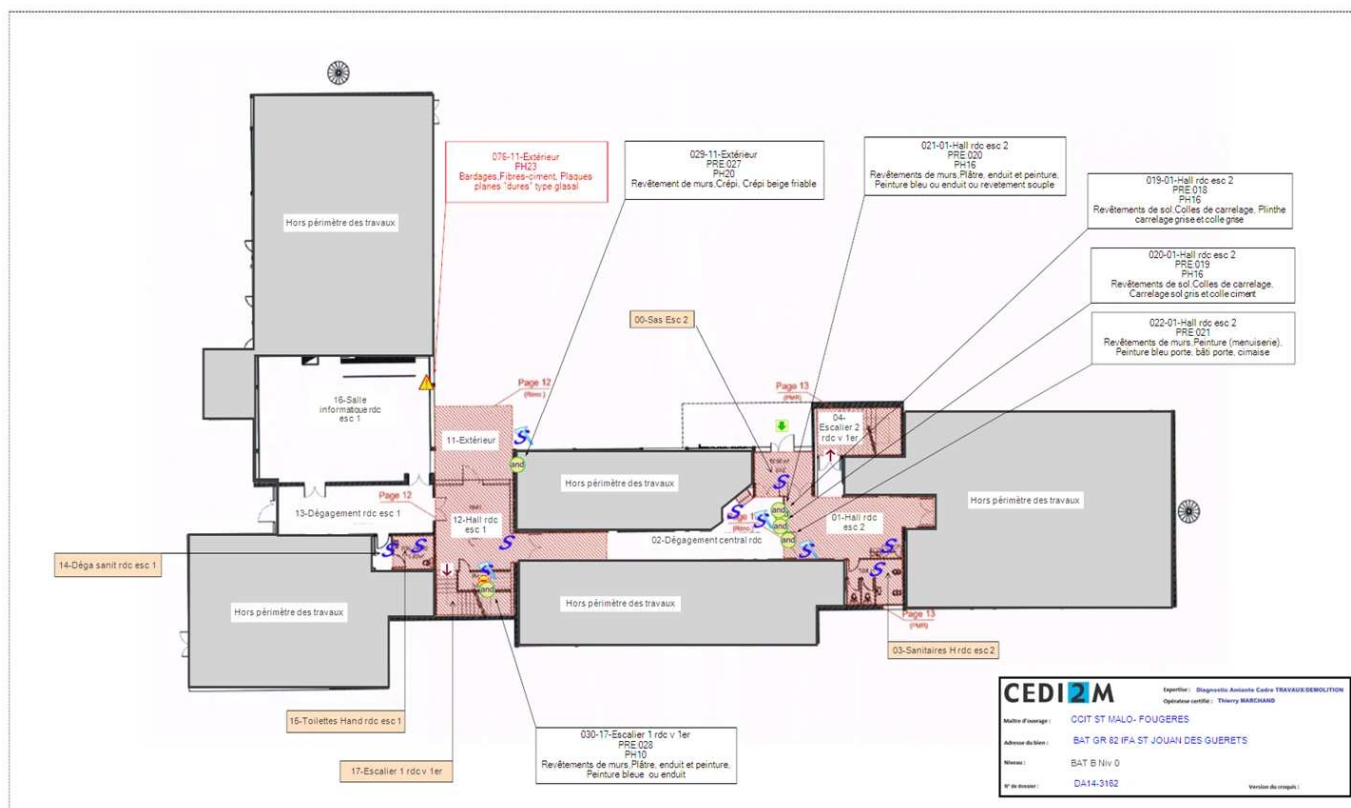 076-11-Extérieur
PH23
Bardages,Fibres-ciment, Plaques
planes "dures" type glasal
029-11-Extérieur
PRE:027
PH20
Revêtement de murs,Crépi, Crépi beige friable
021-01-Hall rdc esc 2
PRE:020
PH16
Revêtements de murs,Plâtre, enduit et peinture,
Peinture bleu ou enduit ou revetement souple
019-01-Hall rdc esc 2
PRE:018
PH16
Revêtements de sol,Colles de carrelage, Plinthe
carrelage grise et colle grise
020-01-Hall rdc esc 2
PRE:019
PH16
Revêtements de sol,Colles de carrelage,
Carrelage sol gris et colle ciment
022-01-Hall rdc esc 2
PRE:021
Revêtements de murs,Peinture (menuiserie),
Peinture bleu porte, bâti porte, cimaise
Hors périmètre des travaux
00-Sas Esc 2
Page 12
(Réno)
Page 13
(PMR)
16-Salle
informatique rdc
esc 1
11-Extérieur
and
04-
Escalier 2
rdc v 1er
Hors périmètre des travaux
Hors périmètre des travaux
Page 12
13-Dégagement rdc esc 1
12-Hall rdc
esc 1
and
and
and
01-Hall rdc
esc 2
02-Dégagement central rdc
14-Déga sanit rdc esc 1
Hors périmètre des travaux
and
Hors périmètre des travaux
Page 13
(PMR)
03-Sanitaires H rdc esc 2
15-Toilettes Hand rdc esc 1
17-Escalier 1 rdc v 1er
030-17-Escalier 1 rdc v 1er
PRE:028
PH10
Revêtements de murs,Plâtre, enduit et peinture,
Peinture bleue ou enduit
CEDI2M
Expertise : Diagnostic Amiante Cadre TRAVAUX/DEMOLITION
Opérateur certifié : Thierry MARCHAND
Maître d'ouvrage : CCIT ST MALO- FOUGERES
Adresse du bien : BAT GR 82 IFA ST JOUAN DES GUERETS
Niveau : BAT B Niv 0
N° de dossier : DA14-3162
Version du croquis :